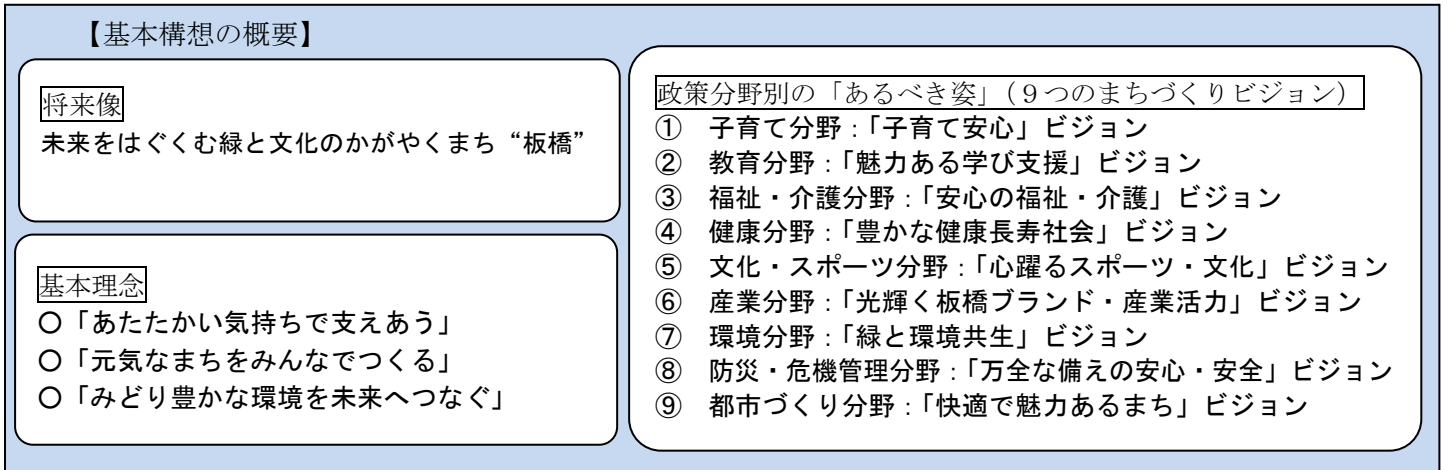 【基本構想の概要】
将来像
未来をはぐくむ緑と文化のかがやくまち“板橋”
基本理念
○「あたたかい気持ちで支えあう」
○「元気なまちをみんなでつくる」
○「みどり豊かな環境を未来へつなぐ」
政策分野別の「あるべき姿」（９つのまちづくりビジョン）
① 子育て分野：「子育て安心」ビジョン
② 教育分野：「魅力ある学び支援」ビジョン
③ 福祉・介護分野：「安心の福祉・介護」ビジョン
④ 健康分野：「豊かな健康長寿社会」ビジョン
⑤ 文化・スポーツ分野：「心躍るスポーツ・文化」ビジョン
⑥ 産業分野：「光輝く板橋ブランド・産業活力」ビジョン
⑦ 環境分野：「緑と環境共生」ビジョン
⑧ 防災・危機管理分野：「万全な備えの安心・安全」ビジョン
⑨ 都市づくり分野：「快適で魅力あるまち」ビジョン